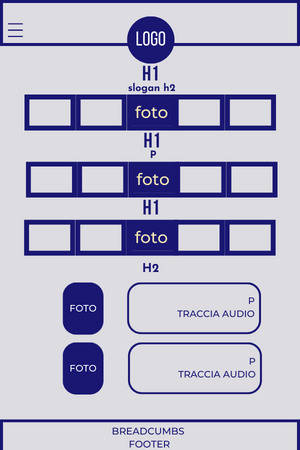 LOGO
H1
slogan h2
foto
H1
P
foto
H1
foto
H2
FOTO
P
TRACCIA AUDIO
FOTO
P
TRACCIA AUDIO
BREADCUMBS
FOOTER